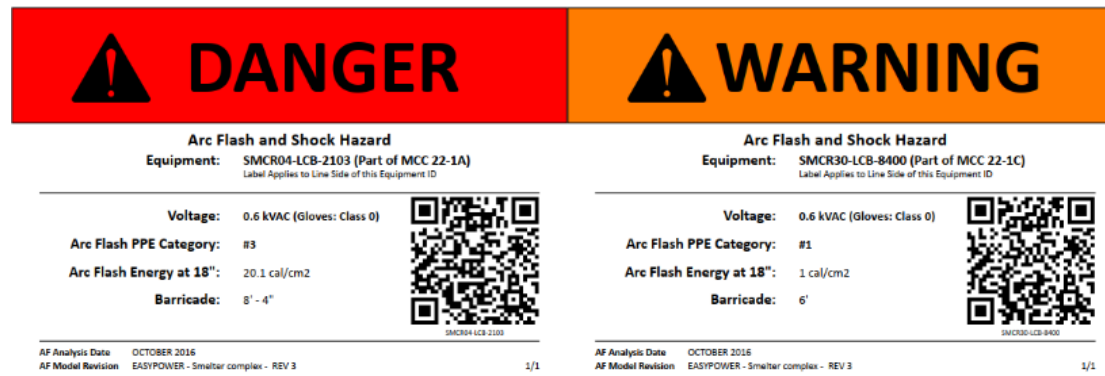 DANGER
Arc Flash and Shock Hazard
Equipment: SMCR04-LCB-2103 (Part of MCC 22-1A)
Label Applies to Line Side of this Equipment ID
Voltage: 0.6 kVAC (Gloves: Class 0)
Arc Flash PPE Category: #3
Arc Flash Energy at 18": 20.1 cal/cm2
Barricade: 8' - 4"
SMCR04-LCB-2103
AF Analysis Date OCTOBER 2016
AF Model Revision EASYPOWER - Smelter complex - REV 3
1/1
WARNING
Arc Flash and Shock Hazard
Equipment: SMCR30-LCB-8400 (Part of MCC 22-1C)
Label Applies to Line Side of this Equipment ID
Voltage: 0.6 kVAC (Gloves: Class 0)
Arc Flash PPE Category: #1
Arc Flash Energy at 18": 1 cal/cm2
Barricade: 6'
SMCR30-LCB-8400
AF Analysis Date OCTOBER 2016
AF Model Revision EASYPOWER - Smelter complex - REV 3
1/1